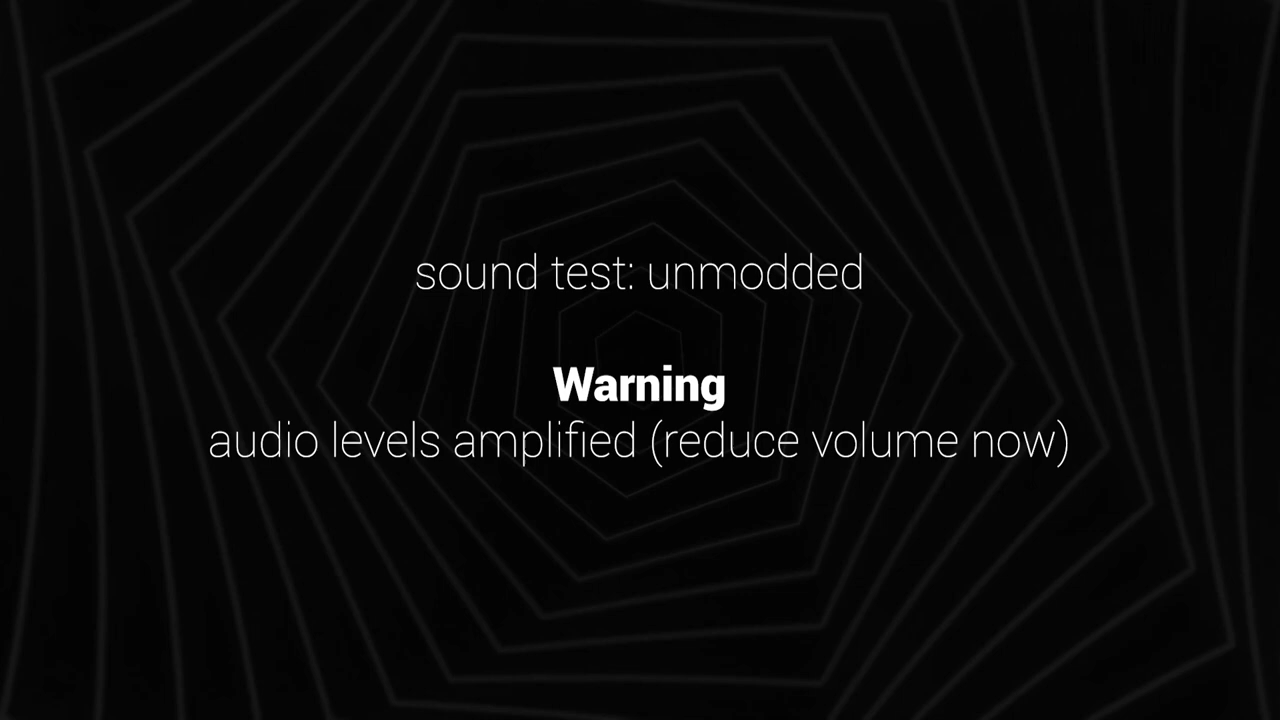 sound test: unmodded
Warning
audio levels amplified (reduce volume now)